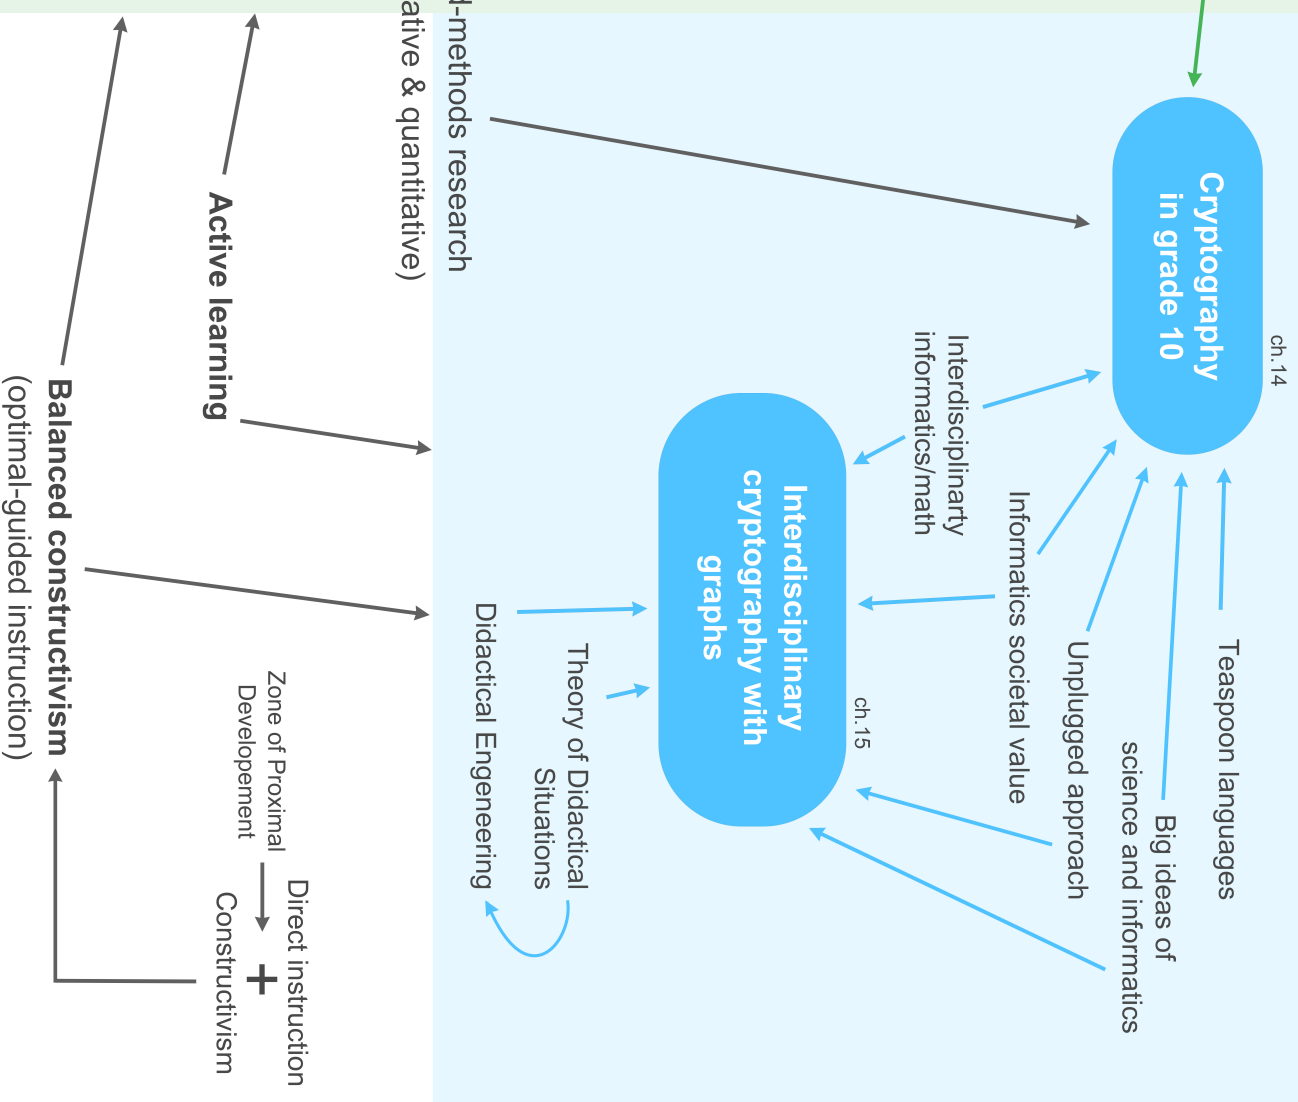 ch.14
Cryptography
in grade 10
Teaspoon languages
Big ideas of
science and informatics
Unplugged approach
Informatics societal value
Interdisciplinarty
informatics/math
ch.15
Interdisciplinary
cryptography with
graphs
Theory of Didactical
Situations
Didactical Engeneering
d-methods research
ative & quantitative)
Direct instruction
+
Constructivism
Zone of Proximal
Developement
Active learning
Balanced constructivism
(optimal-guided instruction)